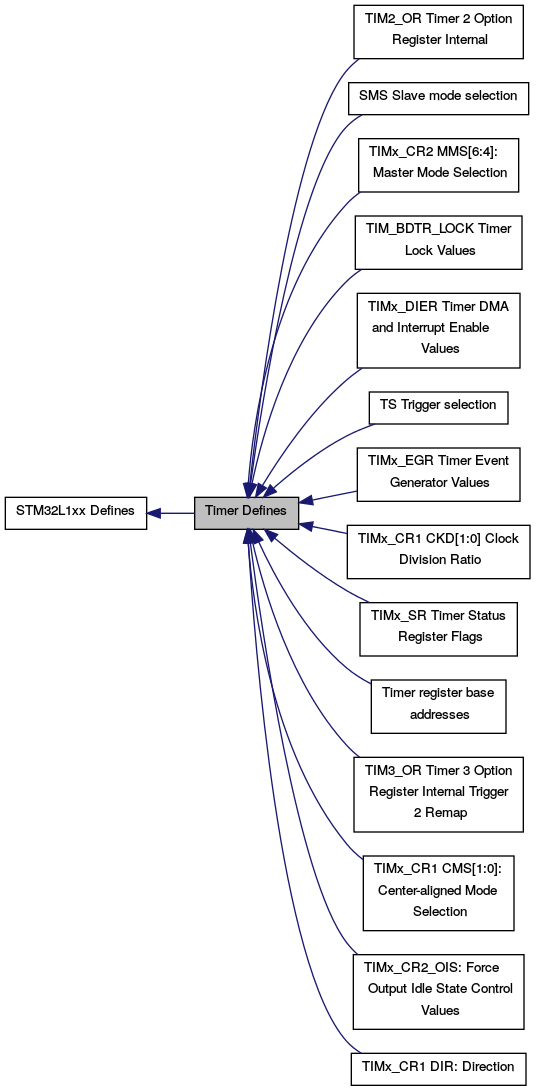 TIM2_OR Timer 2 Option
Register Internal
SMS Slave mode selection
TIMx_CR2 MMS[6:4]:
Master Mode Selection
TIM_BDTR_LOCK Timer
Lock Values
TIMx_DIER Timer DMA
and Interrupt Enable
Values
TS Trigger selection
TIMx_EGR Timer Event
Generator Values
STM32L1xx Defines
Timer Defines
TIMx_CR1 CKD[1:0] Clock
Division Ratio
TIMx_SR Timer Status
Register Flags
Timer register base
addresses
TIM3_OR Timer 3 Option
Register Internal Trigger
2 Remap
TIMx_CR1 CMS[1:0]:
Center-aligned Mode
Selection
TIMx_CR2_OIS: Force
Output Idle State Control
Values
TIMx_CR1 DIR: Direction